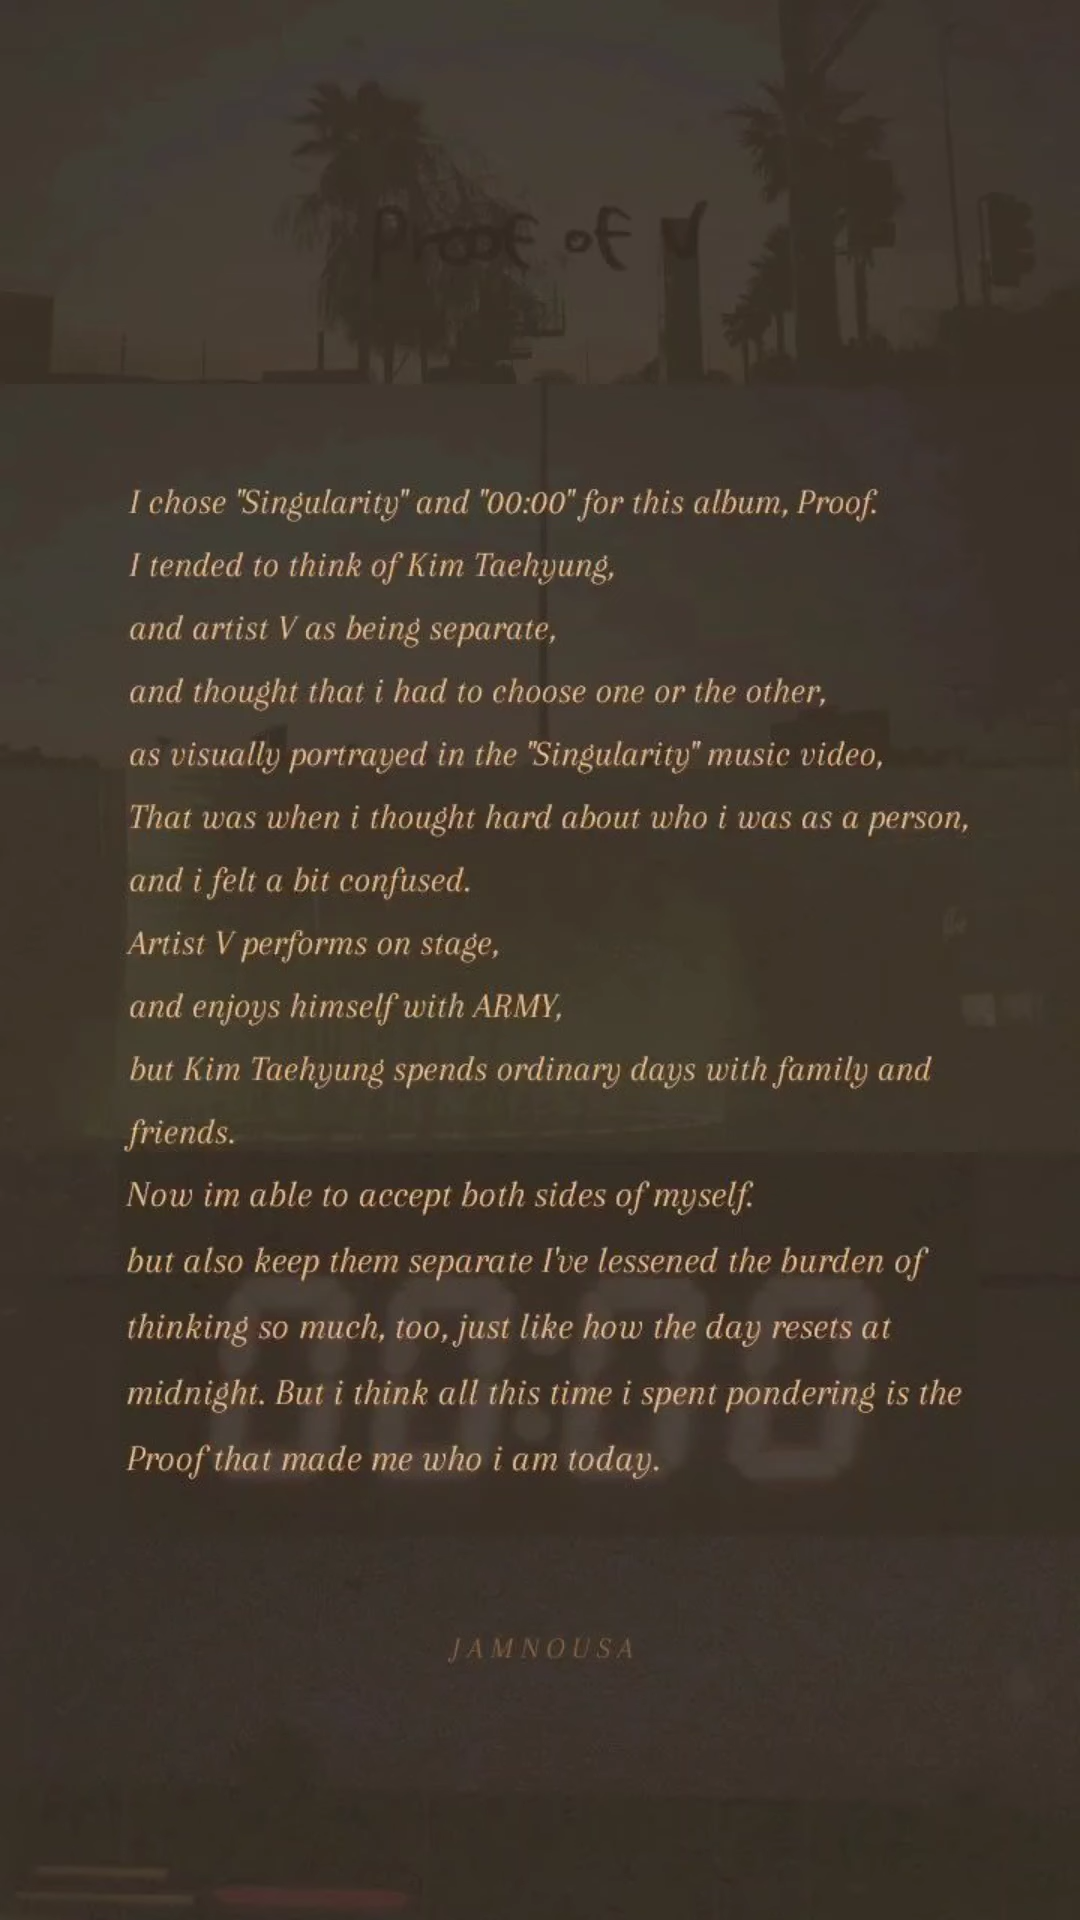 Proof of V
I chose "Singularity" and "00:00" for this album, Proof.
I tended to think of Kim Taehyung,
and artist V as being separate,
and thought that i had to choose one or the other,
as visually portrayed in the "Singularity" music video,
That was when i thought hard about who i was as a person,
and i felt a bit confused.
Artist V performs on stage,
and enjoys himself with ARMY,
but Kim Taehyung spends ordinary days with family and
friends.
Now im able to accept both sides of myself.
but also keep them separate I've lessened the burden of
thinking so much, too, just like how the day resets at
midnight. But i think all this time i spent pondering is the
Proof that made me who i am today.
00:00
JAMNOUSA